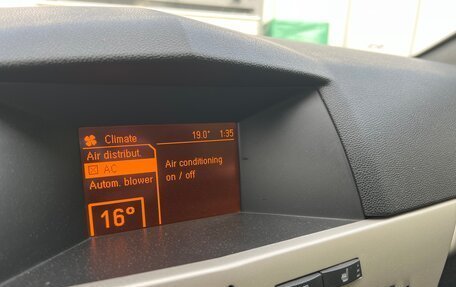 Climate 19.0° 1:35
Air distribut.
AC
Autom. blower
Air conditioning
on / off
16°